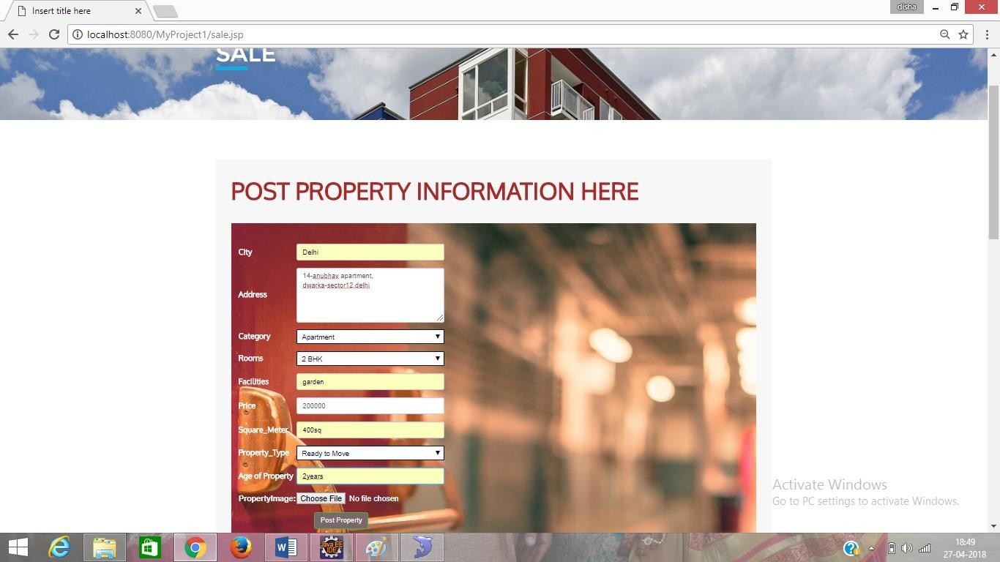 Insert title here
disha
localhost:8080/MyProject1/sale.jsp
SALE
POST PROPERTY INFORMATION HERE
City Delhi
Address 14-anubhav apartment,
dwarka-sector12,delhi
Category Apartment
Rooms 2 BHK
Facilities garden
Price 200000
Square_Meter 400sq
Property_Type Ready to Move
Age of Property 2years
PropertyImage: Choose File No file chosen
Post Property
Activate Windows
Go to PC settings to activate Windows.
Java EE
IDE
18:49
27-04-2018